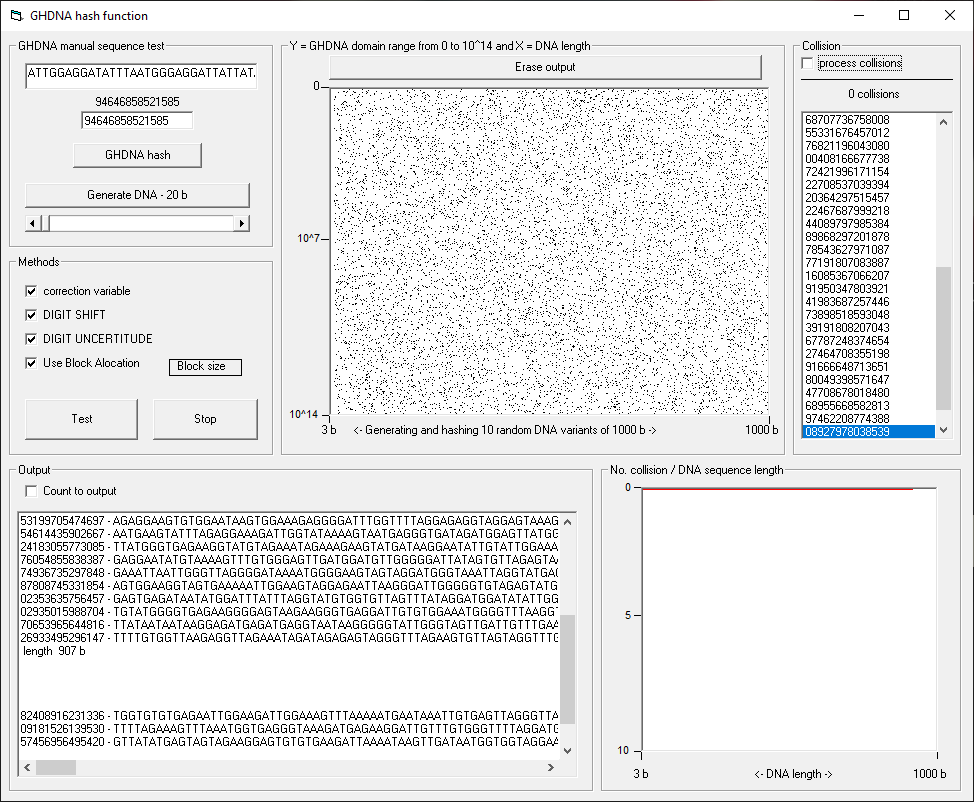 GHDNA hash function
GHDNA manual sequence test
ATTGGAGGATATTTAATGGGAGGATTATTAT.
94646858521585
94646858521585
GHDNA hash
Generate DNA - 20 b
Methods
correction variable
DIGIT SHIFT
DIGIT UNCERTITUDE
Use Block Alocation
Block size
Test
Stop
Y = GHDNA domain range from 0 to 10^14 and X = DNA length
Erase output
0
10^7
10^14
3 b
<- Generating and hashing 10 random DNA variants of 1000 b ->
1000 b
Collision
process collisions
0 collisions
68707736758008
55331676457012
76821196043080
00408166677738
72421996171154
22708537039394
20364297515457
22467687999218
44089797985384
89868297201878
78543627971087
77191807083887
16085367066207
91950347803921
41983687257446
73898518593048
39191808207043
67787248374654
27464708355198
91666648713651
80049398571647
47708678018480
68955668582813
97462208774388
08927978038539
Output
Count to output
53199705474697 - AGAGGAAGTGTGGAATAAGTGGAAAGAGGGGATTTGGTTTTAGGAGAGGTAGGAGTAAAG
54614435902667 - AATGAAGTATTTAGAGGAAAGATTGGTATAAAAGTAATGAGGGTGATAGATGGAGTTATGG
24183055773085 - TTATGGGTGAGAAGGTATGTAGAAATAGAAAGAAGTATGATAAGGAATATTGTATTGGAAA
76054855838387 - GAGGAATATGTAAAAGTTTGTGGGAGTTGATGGATGTTGGGGGATTATAGTGTTAGAGTAA
74936735297848 - GAAATTAATTGGGTTAGGGGATAAAATGGGGAAGTAGTAGGATGGGTAAATTAGGTATGAG
87808745331854 - AGTGGAAGGTAGTGAAAAATTGGAAGTAGGAGAATTAAGGGATTGGGGGTGTAGAGTATG
02353635756457 - GAGTGAGATAATATGGATTTATTTAGGTATGTGGTGTTAGTTTATAGGATGGATATATTGG
02935015988704 - TGTATGGGGTGAGAAGGGGAGTAAGAAGGGTGAGGATTGTGTGGAAATGGGGTTTAAGGT
70653965644816 - TTATAATAATAAGGAGATGAGATGAGGTAATAAGGGGGTATTGGGTAGTTGATTGTTTGAA
26933495296147 - TTTTGTGGTTAAGAGGTTAGAAATAGATAGAGAGTAGGGTTTAGAAGTGTTAGTAGGTTTG
length  907 b
82408916231336 - TGGTGTGTGAGAATTGGAAGATTGGAAAGTTTAAAAATGAATAAATTGTGAGTTAGGGTTA
09181526139530 - TTTTAGAAAGTTTAAATGGTGAGGGTAAAGATGAGAAGGATTGTTTGTGGGTTTTAGGATG
57456956495420 - GTTATATGAGTAGTAGAAGGAGTGTGTGAAGATTAAAATAAGTTGATAATGGTGGTAGGAA
No. collision / DNA sequence length
0
5
10
3 b
<- DNA length ->
1000 b